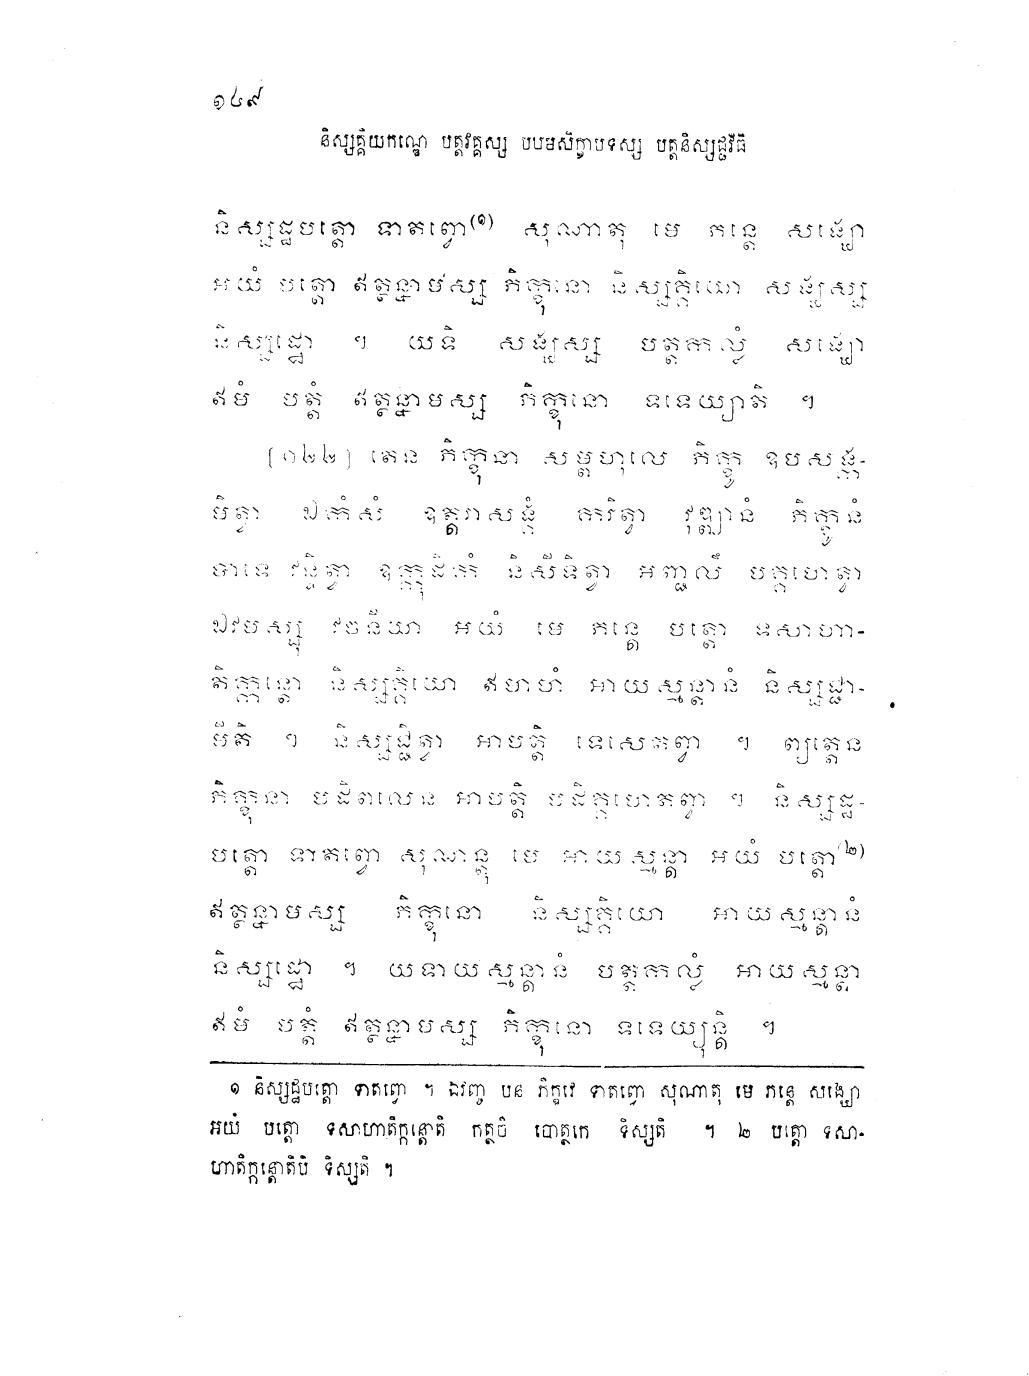 ១៤៩
និស្សគ្គិយកណ្ឌេ បត្តវគ្គស្ស បឋមសិក្ខាបទស្ស បត្តនិស្សជ្ជវិធី
និស្សដ្ឋបត្តោ ទាតព្វោ(១) សុណាតុ មេ ភន្តេ សង្ឃោ
អយំ បត្តោ ឥត្ថន្នាមស្ស ភិក្ខុនោ និស្សគ្គិយោ សង្ឃស្ស
និស្សដ្ឋោ ។ យទិ សង្ឃស្ស បត្តកល្លំ សង្ឃោ
ឥមំ បត្តំ ឥត្ថន្នាមស្ស ភិក្ខុនោ ទទេយ្យាតិ ។
[១២២] តេន ភិក្ខុនា សម្ពហុលេ ភិក្ខូ ឧបសង្ក-
មិត្វា ឯកំសំ ឧត្តរាសង្គំ ករិត្វា វុឌ្ឍានំ ភិក្ខូនំ
បាទេ វន្ទិត្វា ឧក្កុដិកំ និសីទិត្វា អញ្ជលឹ បគ្គហេត្វា
ឯវមស្សុ វចនីយា អយំ មេ ភន្តេ បត្តោ ទសាហា-
តិក្កន្តោ និស្សគ្គិយោ ឥមាហំ អាយស្មន្តានំ និស្សជ្ជា-
មីតិ ។ និស្សជ្ជិត្វា អាបត្តិ ទេសេតព្វា ។ ព្យត្តេន
ភិក្ខុនា បដិពលេន អាបត្តិ បដិគ្គហេតព្វា ។ និស្សដ្ឋ-
បត្តោ ទាតព្វោ សុណន្តុ មេ អាយស្មន្តា អយំ បត្តោ(២)
ឥត្ថន្នាមស្ស ភិក្ខុនោ និស្សគ្គិយោ អាយស្មន្តានំ
និស្សដ្ឋោ ។ យទាយស្មន្តានំ បត្តកល្លំ អាយស្មន្តា
ឥមំ បត្តំ ឥត្ថន្នាមស្ស ភិក្ខុនោ ទទេយ្យុន្តិ ។
១ និស្សដ្ឋបត្តោ ទាតព្វោ ។ ឯវញ្ច បន ភិក្ខវេ ទាតព្វោ សុណាតុ មេ ភន្តេ សង្ឃោ
អយំ បត្តោ ទសាហាតិក្កន្តោតិ កត្ថចិ បោត្ថកេ ទិស្សតិ ។ ២ បត្តោ ទសា-
ហាតិក្កន្តោតិបិ ទិស្សតិ ។